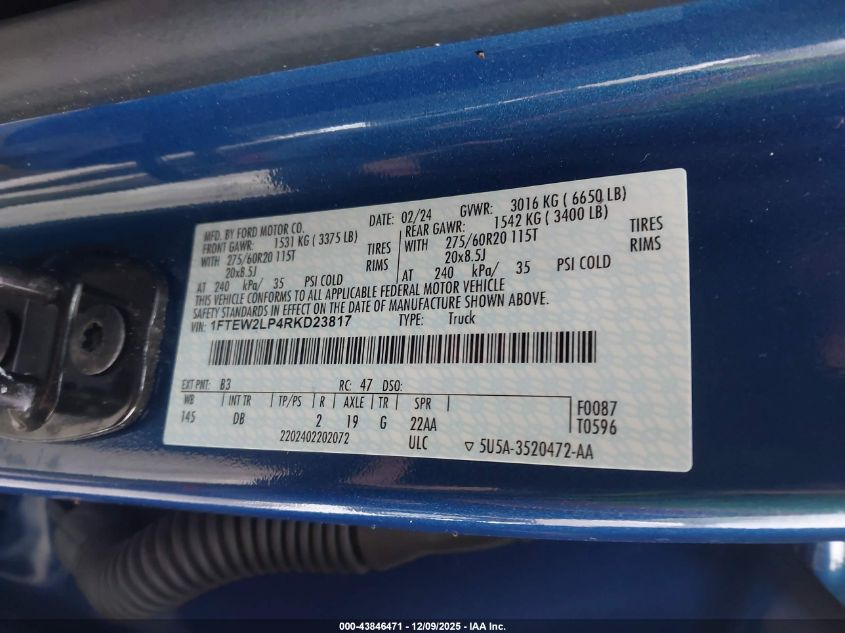 MFD. BY FORD MOTOR CO. DATE: 02/24 GVWR: 3016 KG ( 6650 LB)
FRONT GAWR: 1531 KG ( 3375 LB) REAR GAWR: 1542 KG ( 3400 LB)
WITH 275/60R20 115T TIRES WITH 275/60R20 115T TIRES
20x8.5J RIMS 20x8.5J RIMS
AT 240 kPa/ 35 PSI COLD AT 240 kPa/ 35 PSI COLD
THIS VEHICLE CONFORMS TO ALL APPLICABLE FEDERAL MOTOR VEHICLE
SAFETY STANDARDS IN EFFECT ON THE DATE OF MANUFACTURE SHOWN ABOVE.
VIN: 1FTEW2LP4RKD23817 TYPE: Truck
EXT PNT: B3 RC: 47 DSO:
WB INT TR TP/PS R AXLE TR SPR F0087
145 DB 2 19 G 22AA T0596
2202402202072 ULC ▽ 5U5A-3520472-AA
000-43846471 - 12/09/2025 - IAA Inc.